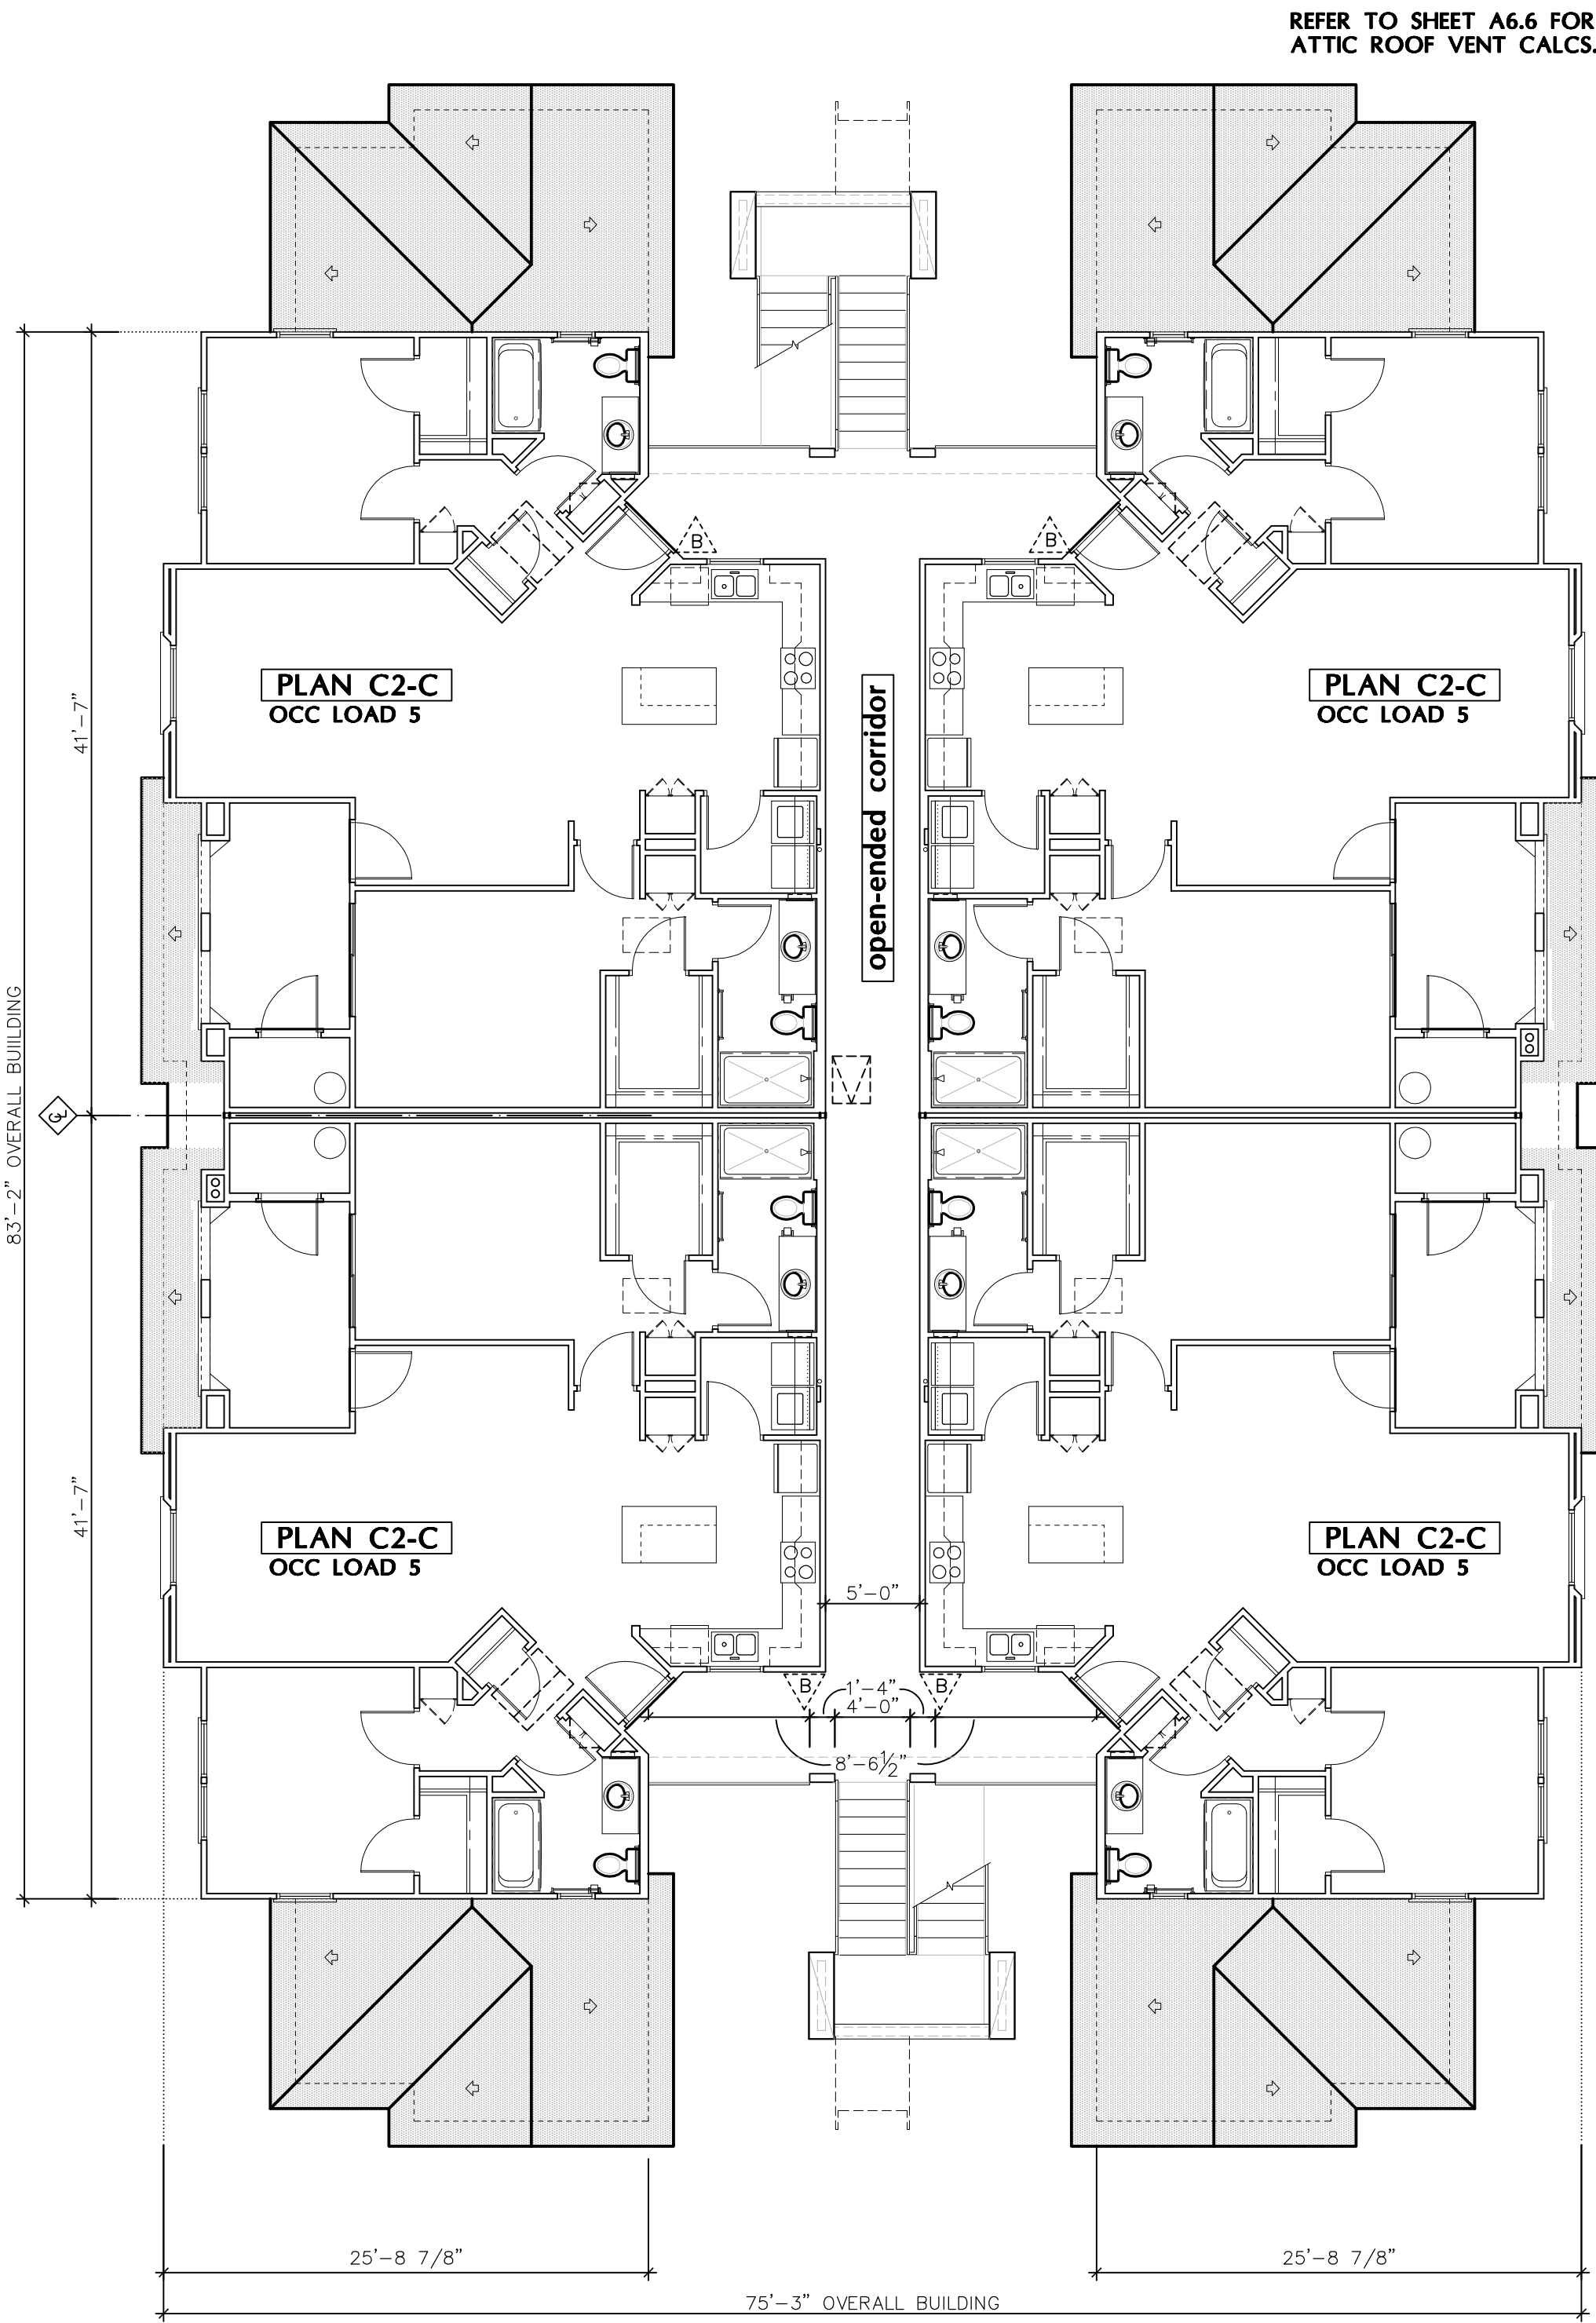 REFER TO SHEET A6.6 FOR
ATTIC ROOF VENT CALCS.
B
B
PLAN C2-C
OCC LOAD 5
PLAN C2-C
OCC LOAD 5
41'-7"
open-ended corridor
83'-2" OVERALL BUIILDING
CL
41'-7"
PLAN C2-C
OCC LOAD 5
PLAN C2-C
OCC LOAD 5
5'-0"
B
B
1'-4"
4'-0"
8'-6½"
25'-8 7/8"
25'-8 7/8"
75'-3" OVERALL BUILDING